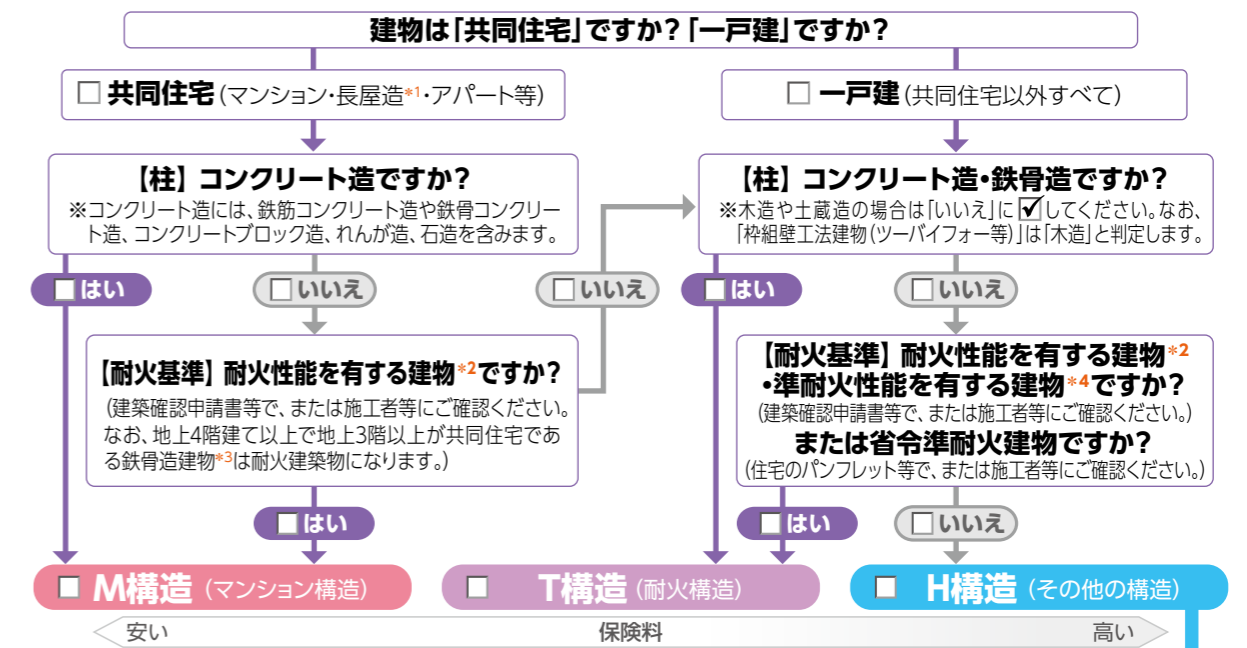 建物は「共同住宅」ですか?「一戸建」ですか?
共同住宅(マンション・長屋造*1・アパート等)
一戸建(共同住宅以外すべて)
【柱】コンクリート造ですか?
※コンクリート造には、鉄筋コンクリート造や鉄骨コンクリー
ト造、コンクリートブロック造、れんが造、石造を含みます。
【柱】コンクリート造・鉄骨造ですか?
※木造や土蔵造の場合は「いいえ」に☑してください。なお、
「枠組壁工法建物(ツーバイフォー等)」は「木造」と判定します。
□はい
□いいえ
□いいえ
□はい
□いいえ
【耐火基準】耐火性能を有する建物*2ですか?
(建築確認申請書等で、または施工者等にご確認ください。
なお、地上4階建て以上で地上3階以上が共同住宅であ
る鉄骨造建物*3は耐火建築物になります。)
【耐火基準】耐火性能を有する建物*2
・準耐火性能を有する建物*4ですか?
(建築確認申請書等で、または施工者等にご確認ください。)
または省令準耐火建物ですか?
(住宅のパンフレット等で、または施工者等にご確認ください。)
□はい
□はい
□いいえ
□ M構造(マンション構造)
□ T構造(耐火構造)
□ H構造(その他の構造)
安い
保険料
高い